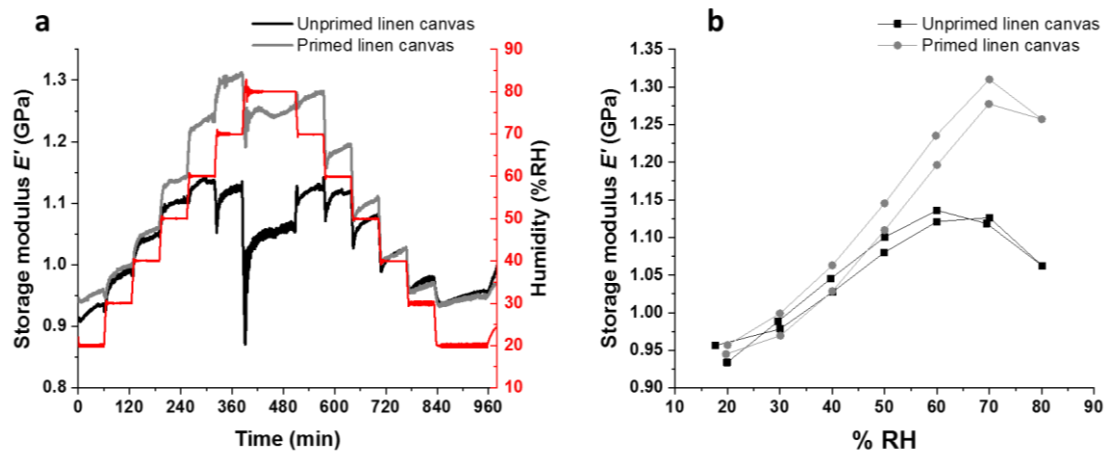 a
Unprimed linen canvas
Primed linen canvas
Storage modulus E' (GPa)
1.3
1.2
1.1
1.0
0.9
0.8
0 120 240 360 480 600 720 840 960
Time (min)
90
80
70
60
50
40
30
20
10
Humidity (%RH)
b
Unprimed linen canvas
Primed linen canvas
Storage modulus E' (GPa)
1.35
1.30
1.25
1.20
1.15
1.10
1.05
1.00
0.95
0.90
10 20 30 40 50 60 70 80 90
% RH